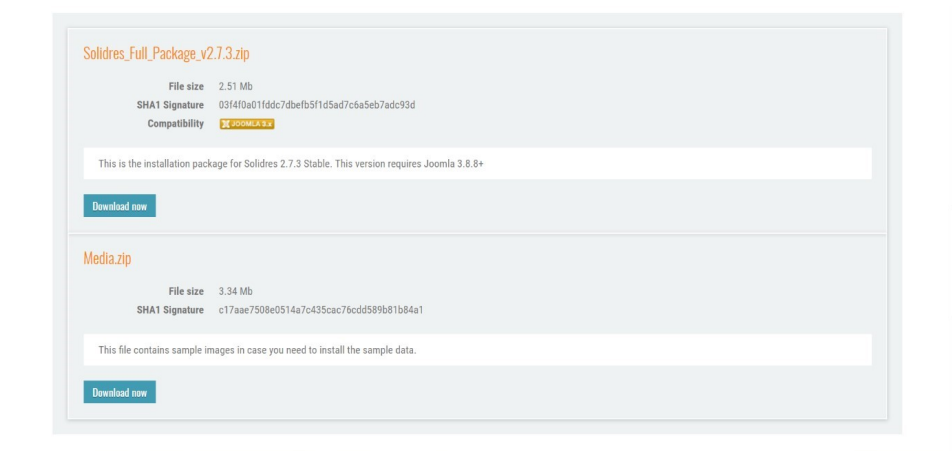 Solidres_Full_Package_v2.7.3.zip
File size 2.51 Mb
SHA1 Signature 03f4f0a01fddc7dbefb5f1d5ad7c6a5eb7adc93d
Compatibility JOOMLA 3.x
This is the installation package for Solidres 2.7.3 Stable. This version requires Joomla 3.8.8+
Download now
Media.zip
File size 3.34 Mb
SHA1 Signature c17aae7508e0514a7c435cac76cdd589b81b84a1
This file contains sample images in case you need to install the sample data.
Download now